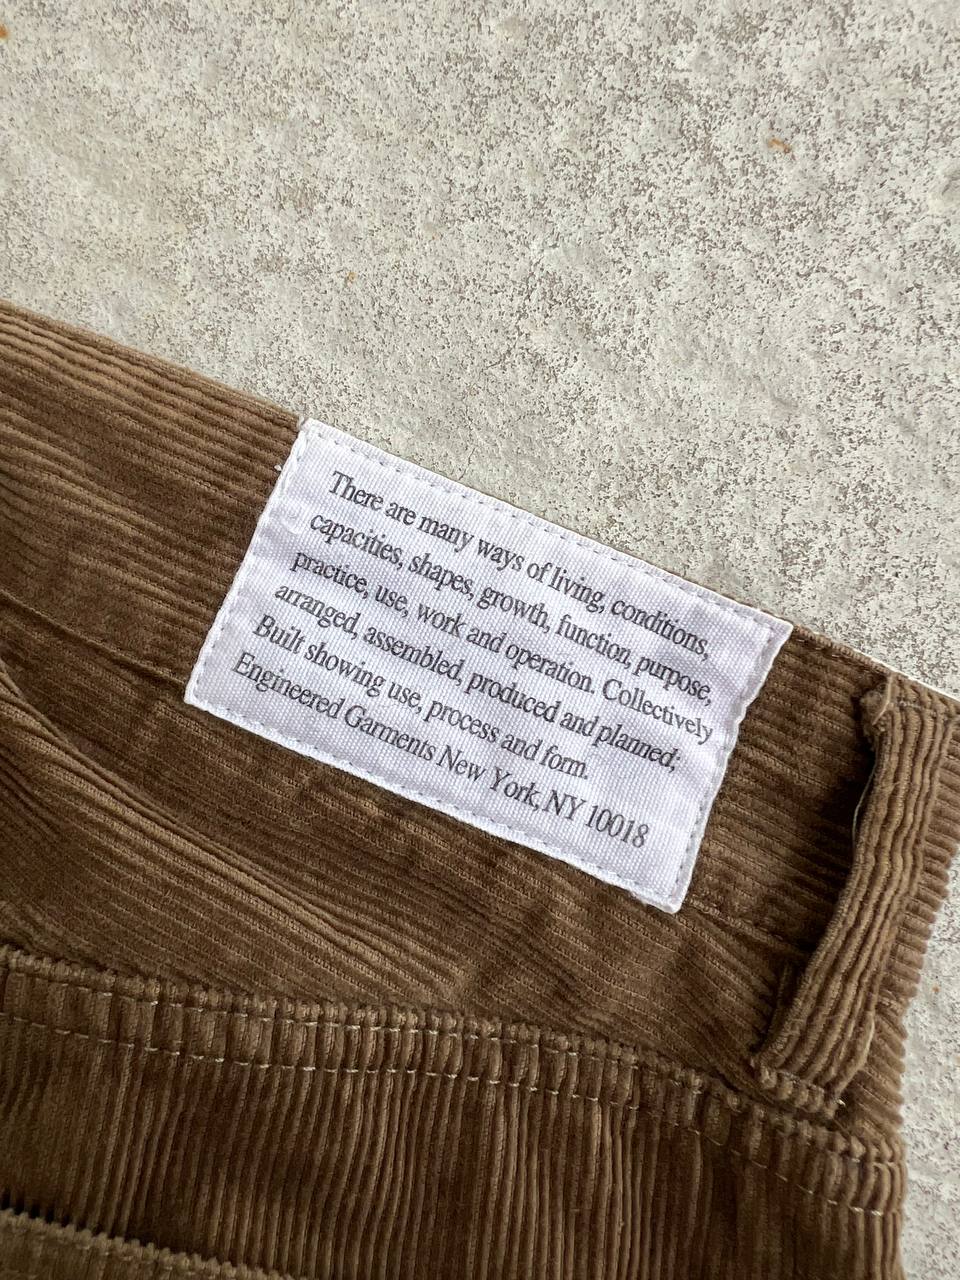 There are many ways of living, conditions,
capacities, shapes, growth, function, purpose,
practice, use, work and operation. Collectively
arranged, assembled, produced and planned;
Built showing use, process and form.
Engineered Garments New York, NY 10018